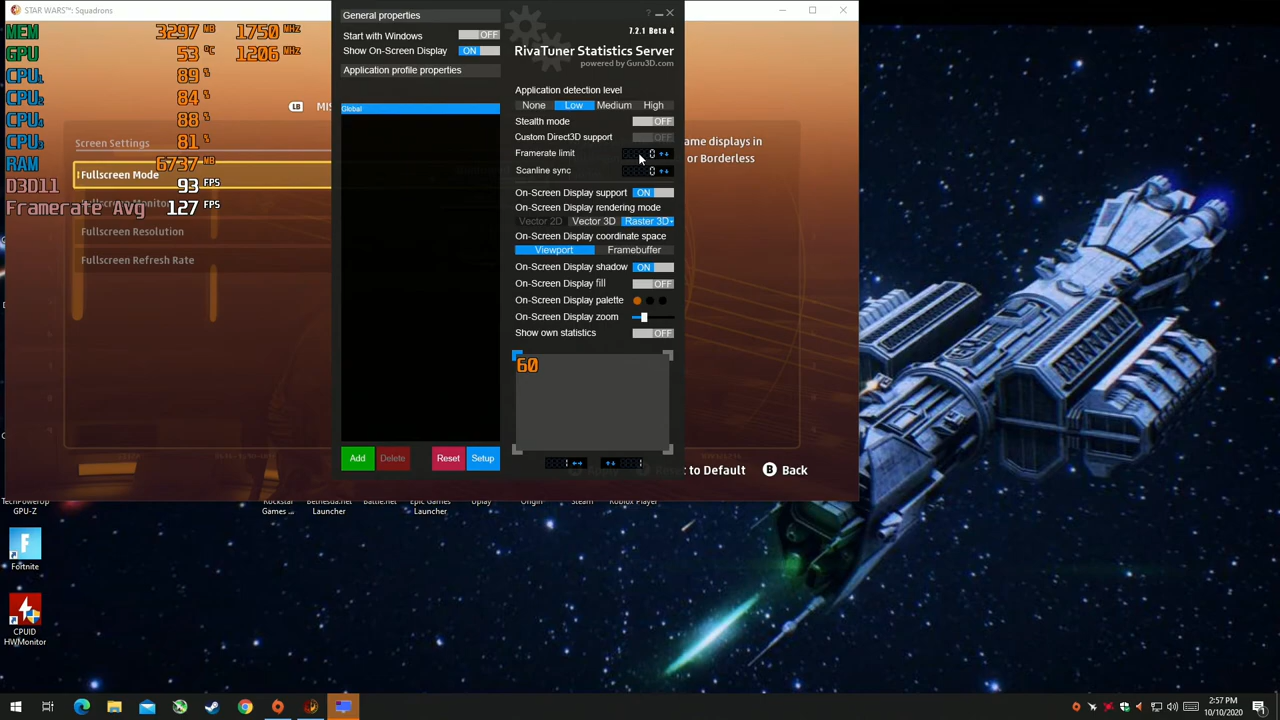 STAR WARS™: Squadrons
MEM 3297 MB 1750 MHz
GPU 53 °C 1206 MHz
CPU1 89 %
CPU2 84 %
CPU3 88 %
81 %
RAM 6737 MB
D3D11 93 FPS
Framerate Avg 127 FPS
LB MIS
Screen Settings
Fullscreen Mode
Fullscreen Resolution
Fullscreen Refresh Rate
General properties
Start with Windows OFF
Show On-Screen Display ON
Application profile properties
Global
Add Delete Reset Setup
?
7.2.1 Beta 4
RivaTuner Statistics Server
powered by Guru3D.com
Application detection level
None Low Medium High
Stealth mode OFF
Custom Direct3D support OFF
Framerate limit 0
Scanline sync 0
On-Screen Display support ON
On-Screen Display rendering mode
Vector 2D Vector 3D Raster 3D
On-Screen Display coordinate space
Viewport Framebuffer
On-Screen Display shadow ON
On-Screen Display fill OFF
On-Screen Display palette
On-Screen Display zoom
Show own statistics OFF
60
1 1
ame displays in
or Borderless
to Default B Back
TechPowerUp GPU-Z
Rockstar Games ...
Bethesda.net Launcher
Battle.net
Epic Games Launcher
Uplay
Origin
Steam
Roblox Player
Fortnite
CPUID
HWMonitor
2:57 PM
10/10/2020
1